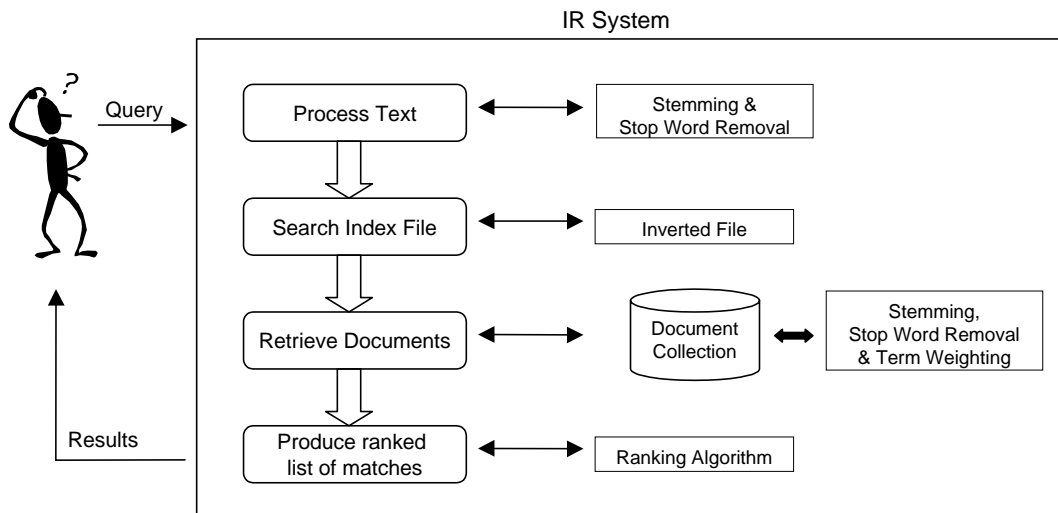 IR System
?
Query
Process Text
Stemming &
Stop Word Removal
Search Index File
Inverted File
Retrieve Documents
Document
Collection
Stemming,
Stop Word Removal
& Term Weighting
Results
Produce ranked
list of matches
Ranking Algorithm